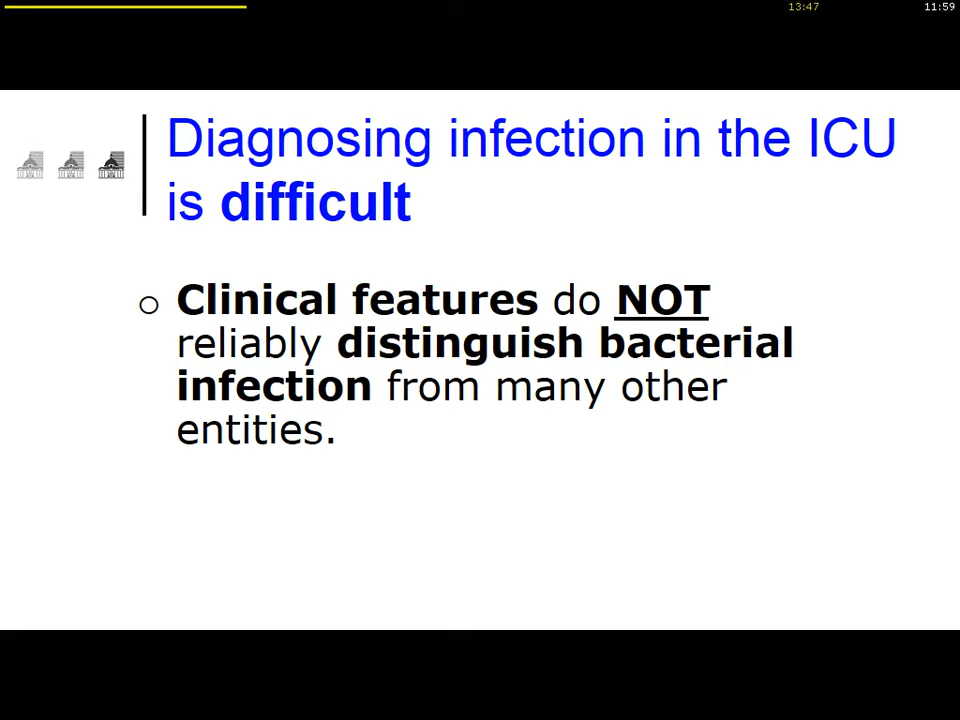 13:47
11:59
Diagnosing infection in the ICU
is difficult
Clinical features do NOT
reliably distinguish bacterial
infection from many other
entities.